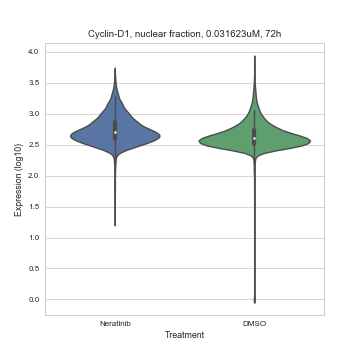 Cyclin-D1, nuclear fraction, 0.031623uM, 72h
4.0
3.5
3.0
2.5
2.0
1.5
1.0
0.5
0.0
Expression (log10)
Neratinib DMSO
Treatment